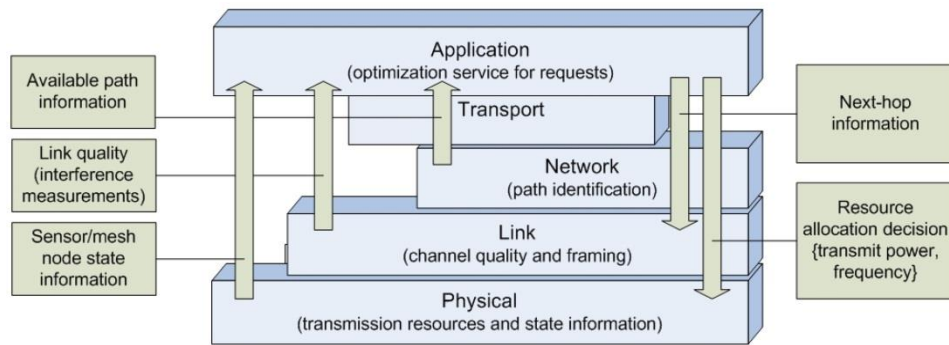 Application
(optimization service for requests)
Available path
information
Transport
Next-hop
information
Link quality
(interference
measurements)
Network
(path identification)
Sensor/mesh
node state
information
Link
(channel quality and framing)
Resource
allocation decision
{transmit power,
frequency}
Physical
(transmission resources and state information)